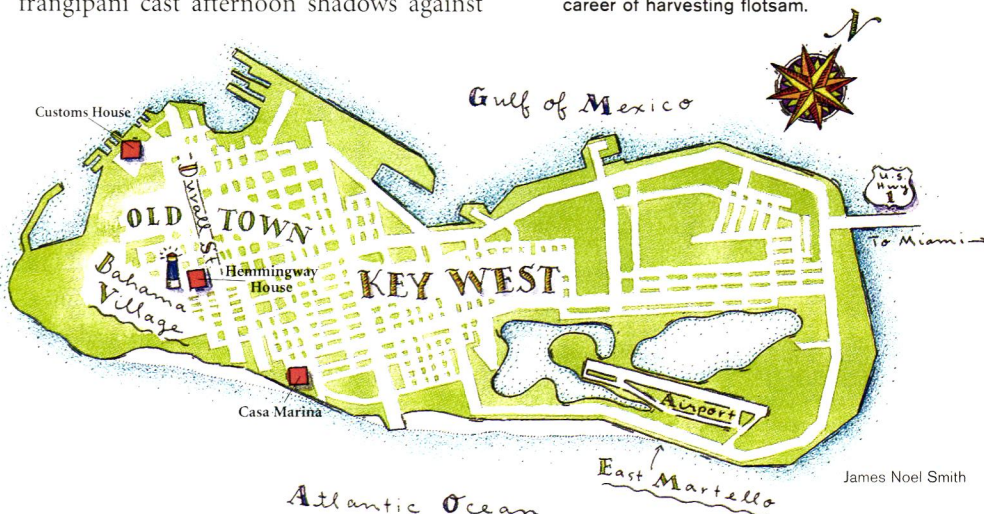 frangipani cast afternoon shadows against
career of harvesting flotsam.
N
Gulf of Mexico
Customs House
U.S.
Hwy
1
To Miami
Duvall St
OLD TOWN
Hemmingway
House
KEY WEST
Bahama
Village
Casa Marina
Airport
East Martello
James Noel Smith
Atlantic Ocean